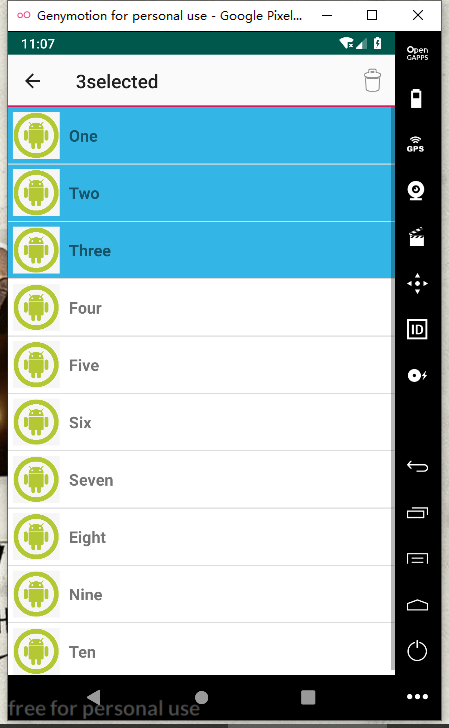 Genymotion for personal use - Google Pixel...
11:07
Open
GAPPS
3selected
GPS
One
Two
Three
ID
Four
Five
Six
Seven
Eight
Nine
Ten
free for personal use